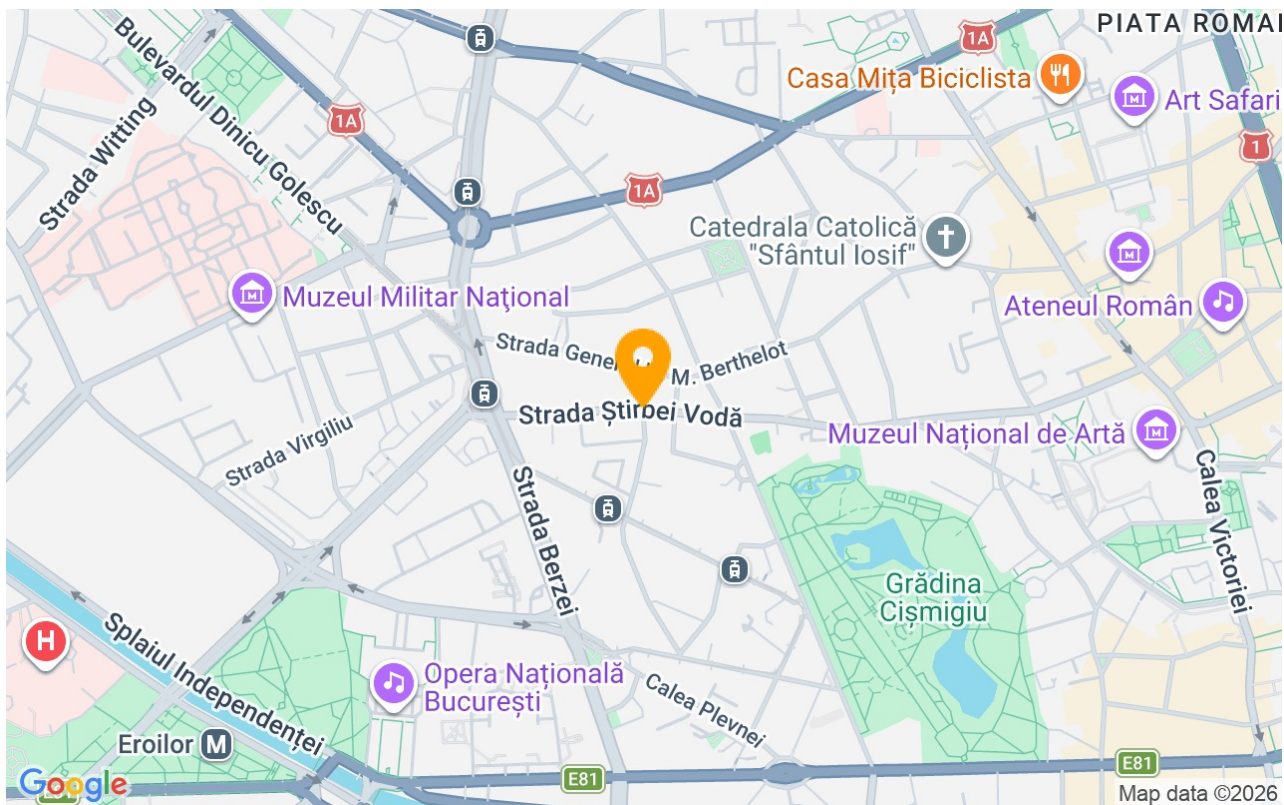 PIATA ROMAI
Bulevardul Dinicu Golescu
1A
Casa Mița Biciclista
Art Safari
Strada Witting
1A
1
1A
Catedrala Catolică
"Sfântul Iosif"
Muzeul Militar Naţional
Ateneul Român
Strada Gener
M. Berthelot
Strada Știrbei Vodă
Muzeul Național de Artă
Strada Virgiliu
Strada Berzei
Calea Victoriei
Grădina
Cișmigiu
H
Splaiul Independenței
Opera Națională
București
Calea Plevnei
Eroilor M
E81
E81
Google
Map data ©2026